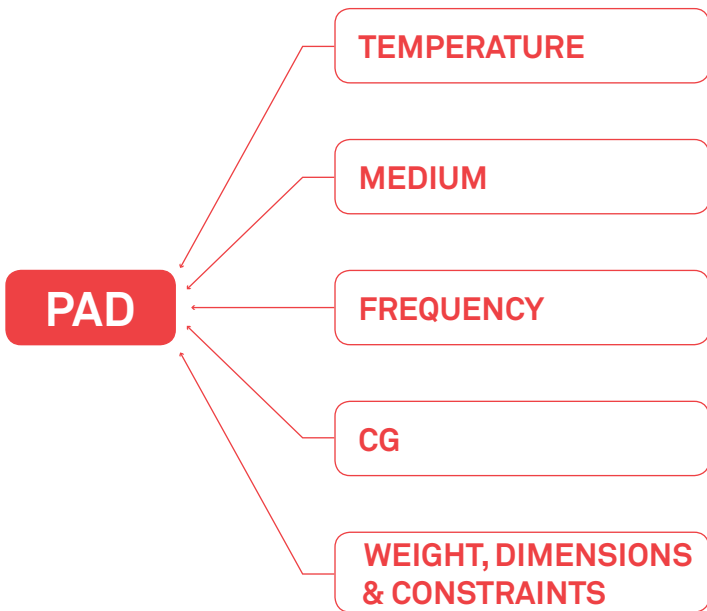 TEMPERATURE
MEDIUM
PAD
FREQUENCY
CG
WEIGHT, DIMENSIONS
& CONSTRAINTS